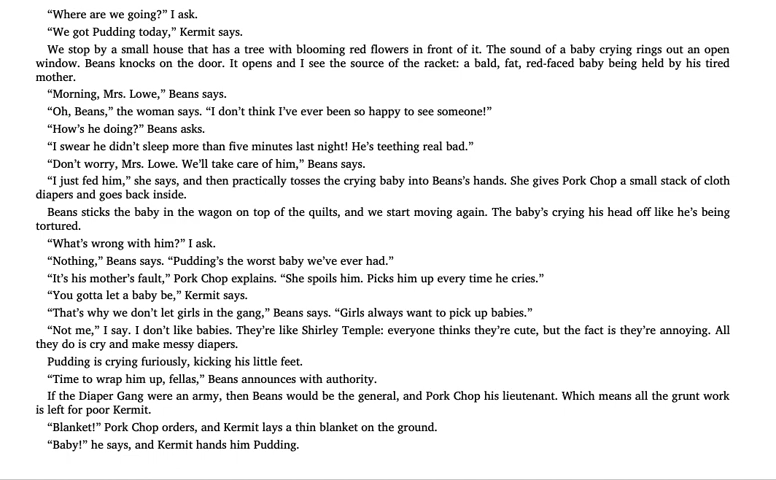 “Where are we going?” I ask.
“We got Pudding today,” Kermit says.
We stop by a small house that has a tree with blooming red flowers in front of it. The sound of a baby crying rings out an open
window. Beans knocks on the door. It opens and I see the source of the racket: a bald, fat, red-faced baby being held by his tired
mother.
“Morning, Mrs. Lowe,” Beans says.
“Oh, Beans,” the woman says. “I don’t think I’ve ever been so happy to see someone!”
“How’s he doing?” Beans asks.
“I swear he didn’t sleep more than five minutes last night! He’s teething real bad.”
“Don’t worry, Mrs. Lowe. We’ll take care of him,” Beans says.
“I just fed him,” she says, and then practically tosses the crying baby into Beans’s hands. She gives Pork Chop a small stack of cloth
diapers and goes back inside.
Beans sticks the baby in the wagon on top of the quilts, and we start moving again. The baby’s crying his head off like he’s being
tortured.
“What’s wrong with him?” I ask.
“Nothing,” Beans says. “Pudding’s the worst baby we’ve ever had.”
“It’s his mother’s fault,” Pork Chop explains. “She spoils him. Picks him up every time he cries.”
“You gotta let a baby be,” Kermit says.
“That’s why we don’t let girls in the gang,” Beans says. “Girls always want to pick up babies.”
“Not me,” I say. I don’t like babies. They’re like Shirley Temple: everyone thinks they’re cute, but the fact is they’re annoying. All
they do is cry and make messy diapers.
Pudding is crying furiously, kicking his little feet.
“Time to wrap him up, fellas,” Beans announces with authority.
If the Diaper Gang were an army, then Beans would be the general, and Pork Chop his lieutenant. Which means all the grunt work
is left for poor Kermit.
“Blanket!” Pork Chop orders, and Kermit lays a thin blanket on the ground.
“Baby!” he says, and Kermit hands him Pudding.